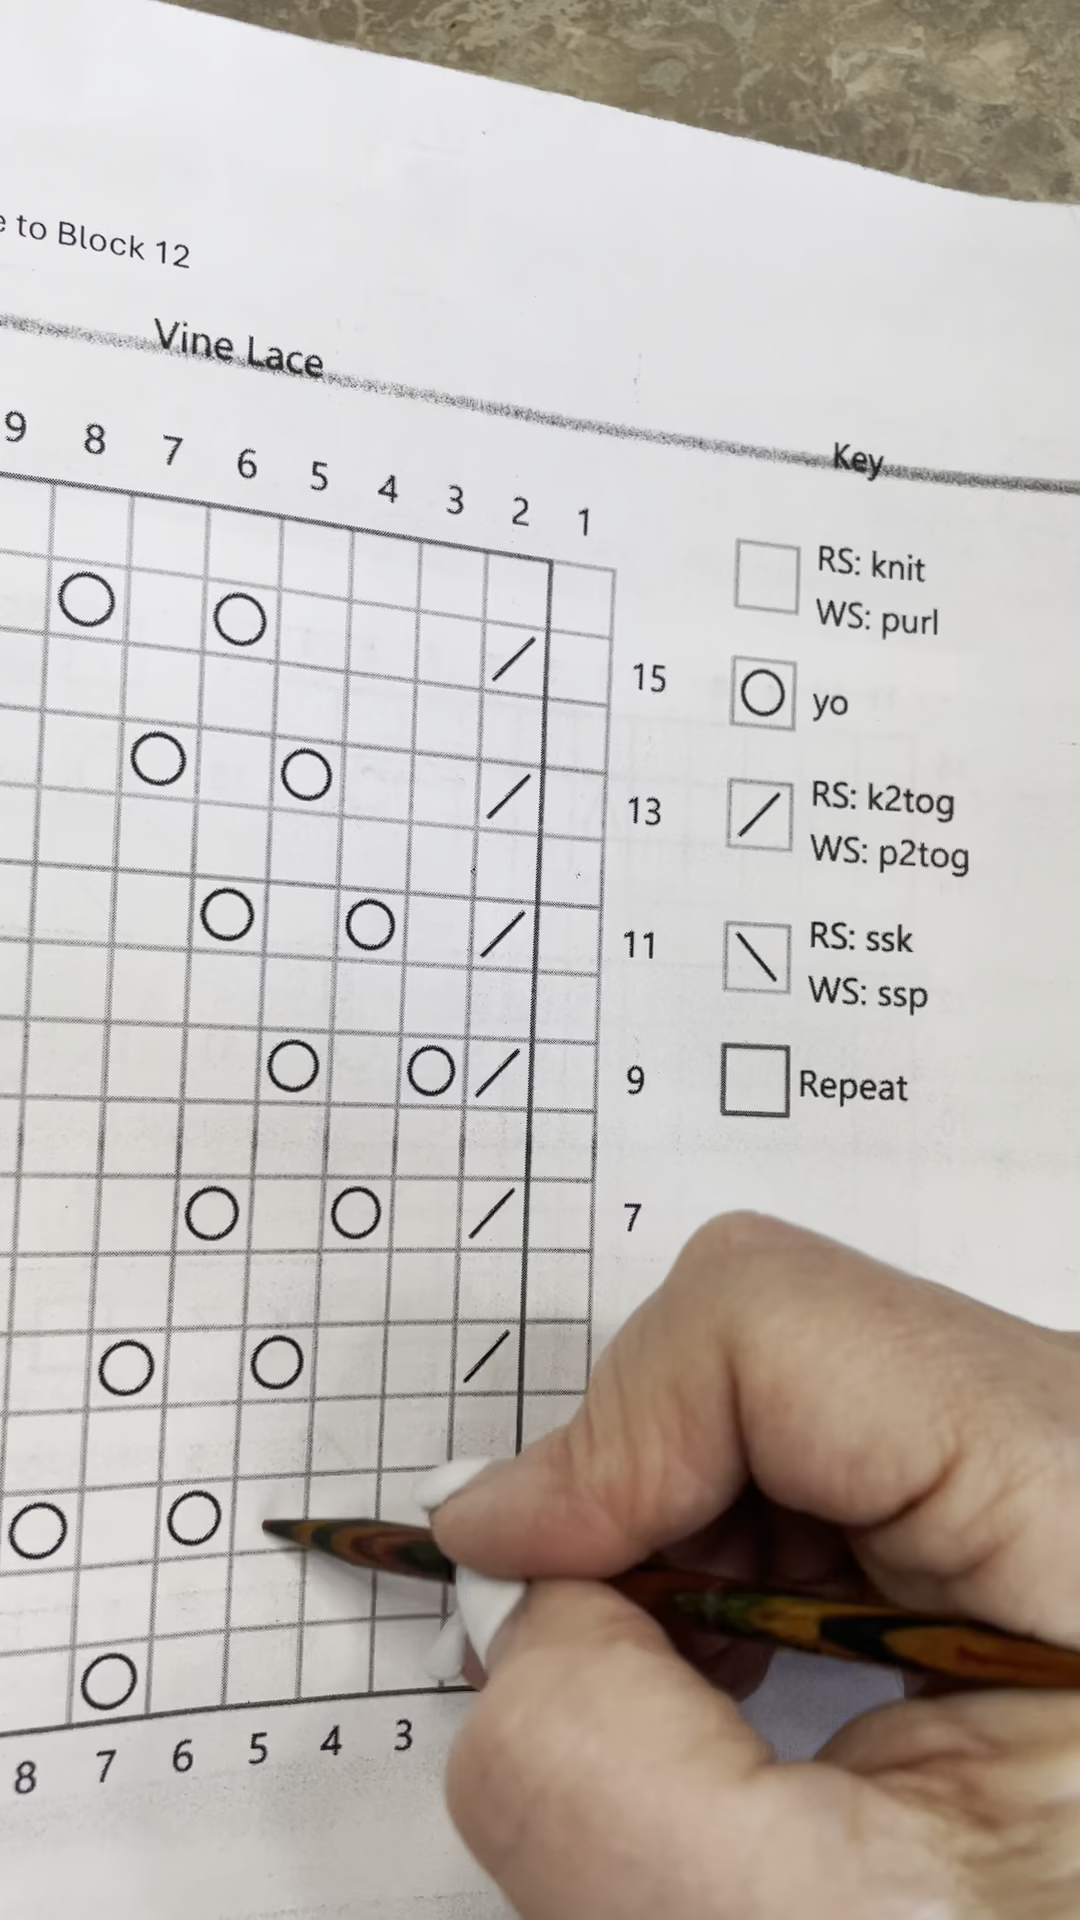 e to Block 12
Vine Lace
Key
9 8 7 6 5 4 3 2 1
RS: knit
WS: purl
15
yo
13
RS: k2tog
WS: p2tog
11
RS: ssk
WS: ssp
9
Repeat
7
8 7 6 5 4 3